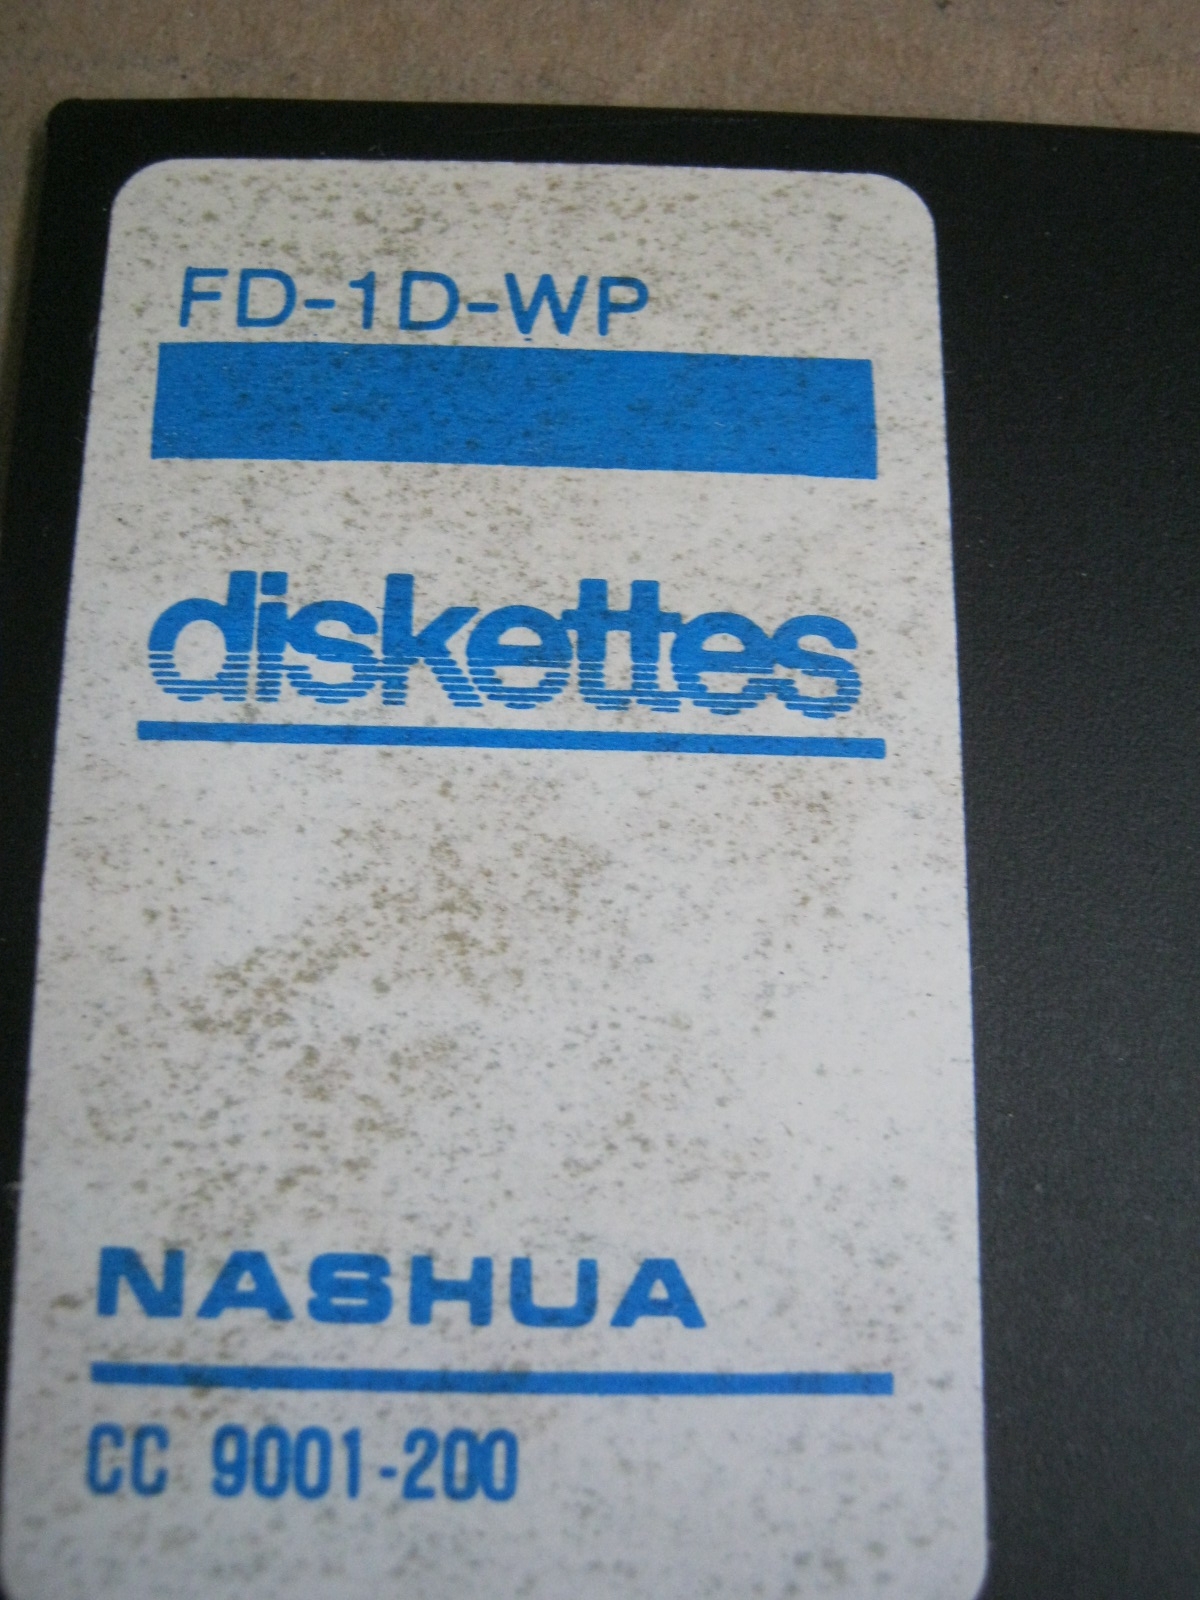 FD-1D-WP
diskettes
NASHUA
CC 9001-200